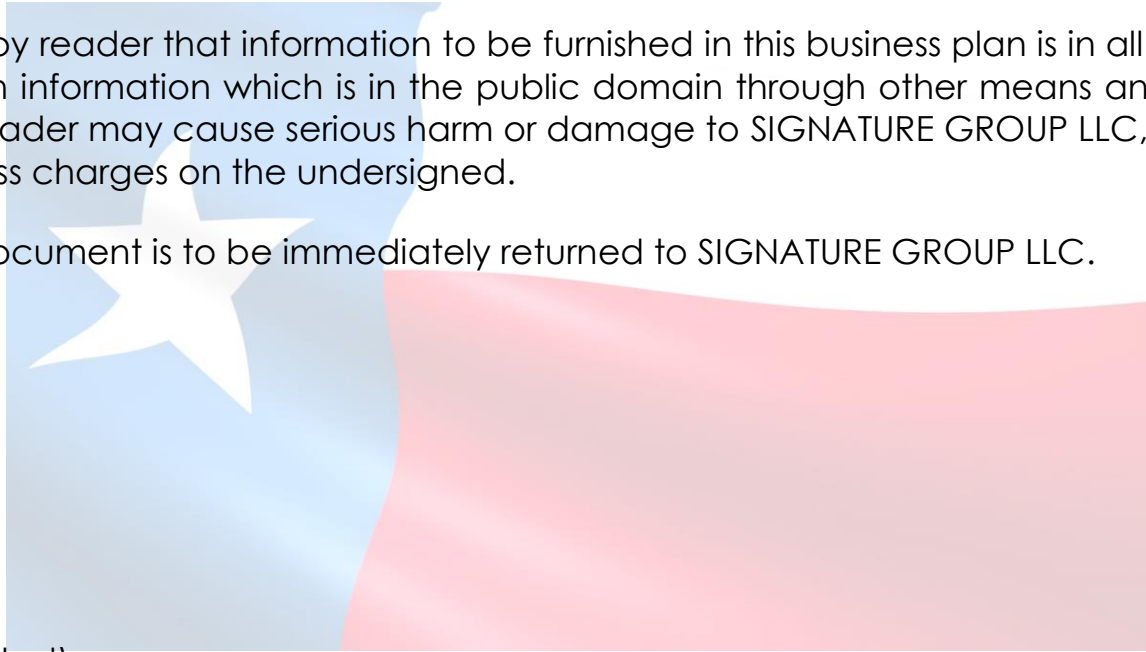 by reader that information to be furnished in this business plan is in all
information which is in the public domain through other means an
ader may cause serious harm or damage to SIGNATURE GROUP LLC,
ss charges on the undersigned.
ocument is to be immediately returned to SIGNATURE GROUP LLC.